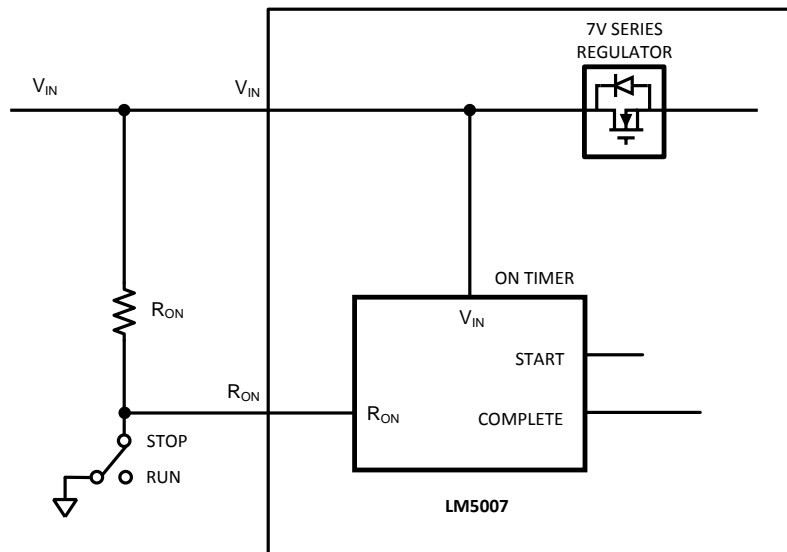 7V SERIES
REGULATOR
VIN
VIN
ON TIMER
VIN
RON
START
RON
RON
COMPLETE
STOP
RUN
LM5007